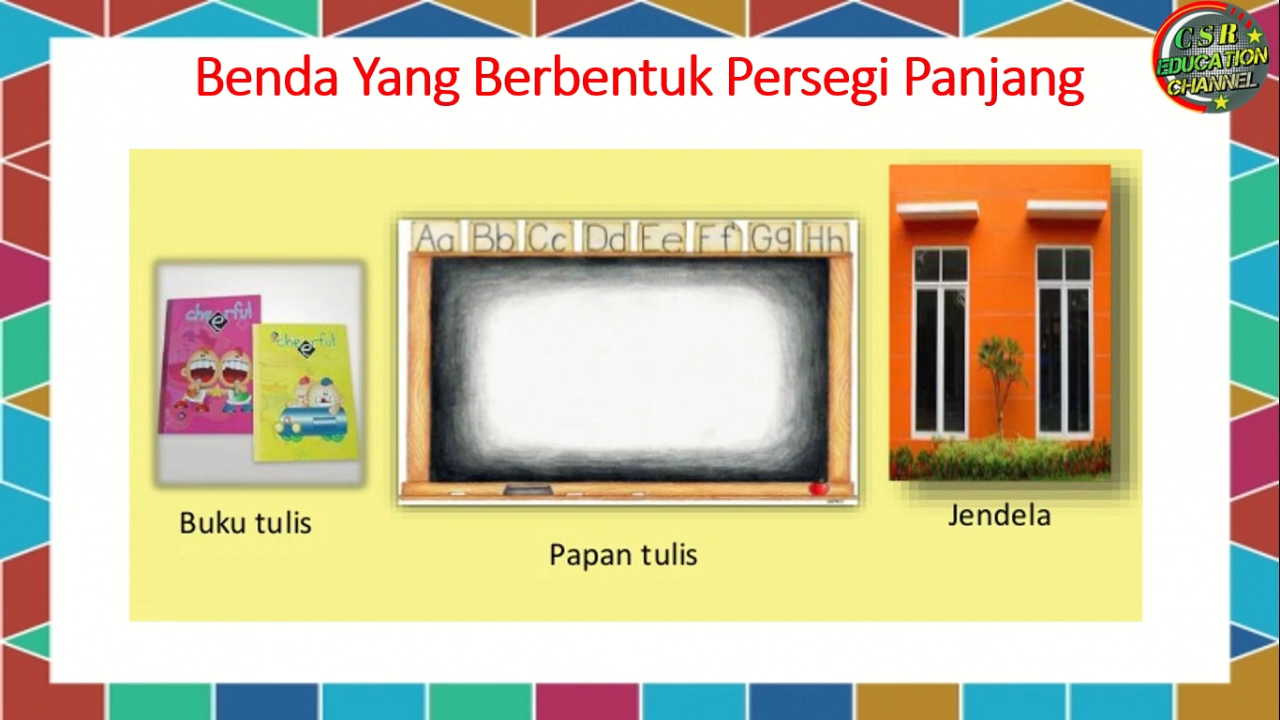 Benda Yang Berbentuk Persegi Panjang
CSR
EDUCATION
CHANNEL
Aa Bb Cc Dd Ee Ff Gg Hh
cheerful
cheerful
Buku tulis
Papan tulis
Jendela